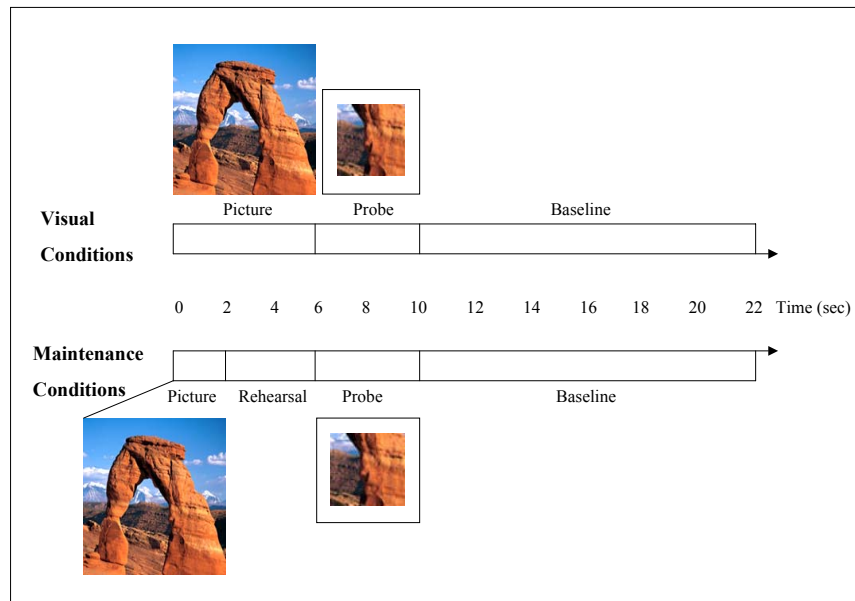 Picture Probe Baseline
Visual
Conditions
0 2 4 6 8 10 12 14 16 18 20 22 Time (sec)
Maintenance
Conditions
Picture Rehearsal Probe Baseline